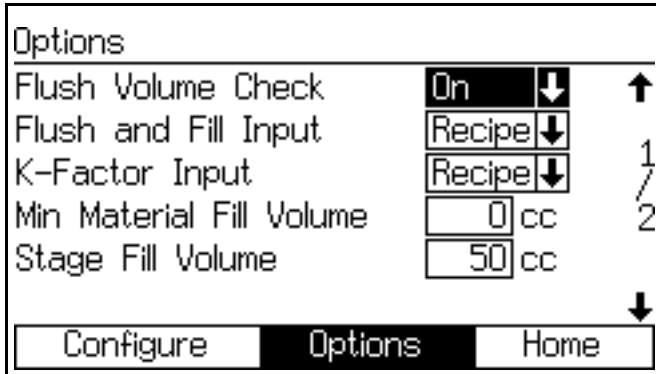 Options
Flush Volume Check On
Flush and Fill Input Recipe
K-Factor Input Recipe
Min Material Fill Volume 0 cc
Stage Fill Volume 50 cc
1/2
Configure Options Home